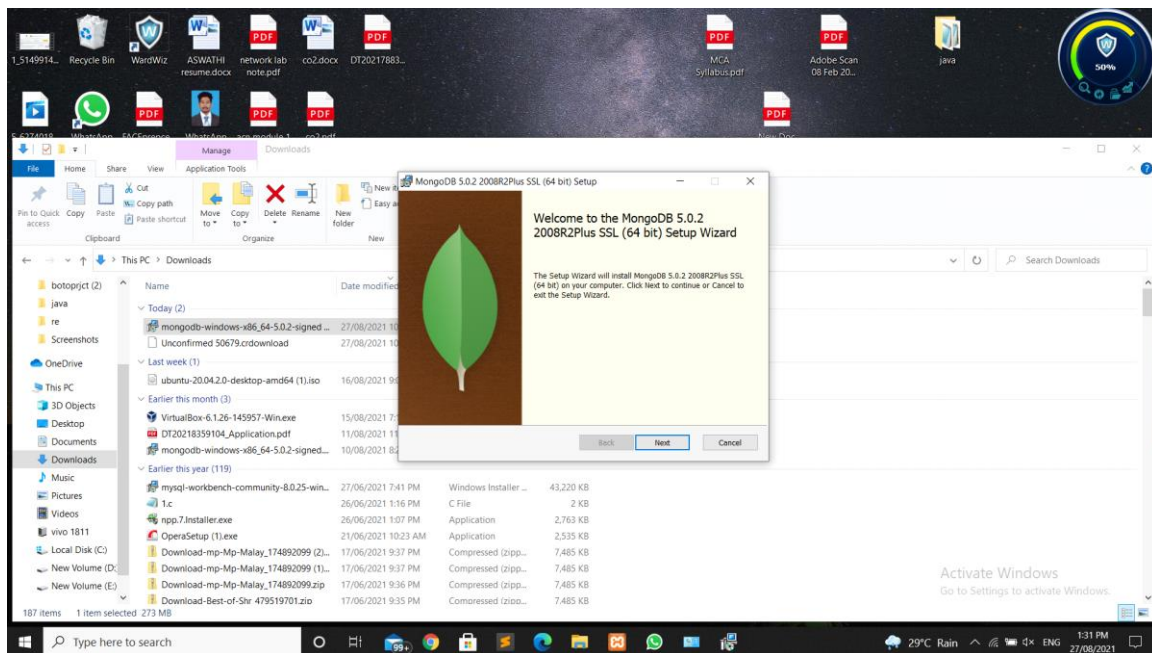 1_5149914...
Recycle Bin
WardWiz
ASWATHI resume.docx
network lab note.pdf
co2.docx
DT20217883...
MCA Syllabus.pdf
Adobe Scan 08 Feb 20...
java
50%
PDF
WhatsApp
co2.pdf
Manage
Downloads
File
Home
Share
View
Application Tools
Pin to Quick access
Copy
Paste
Cut
Copy path
Paste shortcut
Clipboard
Move to
Copy to
Delete
Rename
Organize
New folder
New
MongoDB 5.0.2 2008R2Plus SSL (64 bit) Setup
Welcome to the MongoDB 5.0.2
2008R2Plus SSL (64 bit) Setup Wizard
The Setup Wizard will install MongoDB 5.0.2 2008R2Plus SSL
(64 bit) on your computer. Click Next to continue or Cancel to
exit the Setup Wizard.
Back
Next
Cancel
This PC > Downloads
Search Downloads
botoprjct (2)
java
re
Screenshots
OneDrive
This PC
3D Objects
Desktop
Documents
Downloads
Music
Pictures
Videos
vivo 1811
Local Disk (C:)
New Volume (D:
New Volume (E:)
Name
Date modified
Today (2)
mongodb-windows-x86_64-5.0.2-signed ... 27/08/2021 10
Unconfirmed 50679.crdownload 27/08/2021 10
Last week (1)
ubuntu-20.04.2.0-desktop-amd64 (1).iso 16/08/2021 9:0
Earlier this month (3)
VirtualBox-6.1.26-145957-Win.exe 15/08/2021 7:
DT20218359104_Application.pdf 11/08/2021 11
mongodb-windows-x86_64-5.0.2-signed... 10/08/2021 8:2
Earlier this year (119)
mysql-workbench-community-8.0.25-win... 27/06/2021 7:41 PM Windows Installer ... 43,220 KB
1.c 26/06/2021 1:16 PM C File 2 KB
npp.7.Installer.exe 26/06/2021 1:07 PM Application 2,763 KB
OperaSetup (1).exe 21/06/2021 10:23 AM Application 2,535 KB
Download-mp-Mp-Malay_174892099 (2)... 17/06/2021 9:37 PM Compressed (zipp... 7,485 KB
Download-mp-Mp-Malay_174892099 (1)... 17/06/2021 9:37 PM Compressed (zipp... 7,485 KB
Download-mp-Mp-Malay_174892099.zip 17/06/2021 9:36 PM Compressed (zipp... 7,485 KB
Download-Best-of-Shr 479519701.zip 17/06/2021 9:35 PM Compressed (zipp... 7,485 KB
Activate Windows
Go to Settings to activate Windows.
187 items 1 item selected 273 MB
Type here to search
99+
29°C Rain
ENG
1:31 PM
27/08/2021